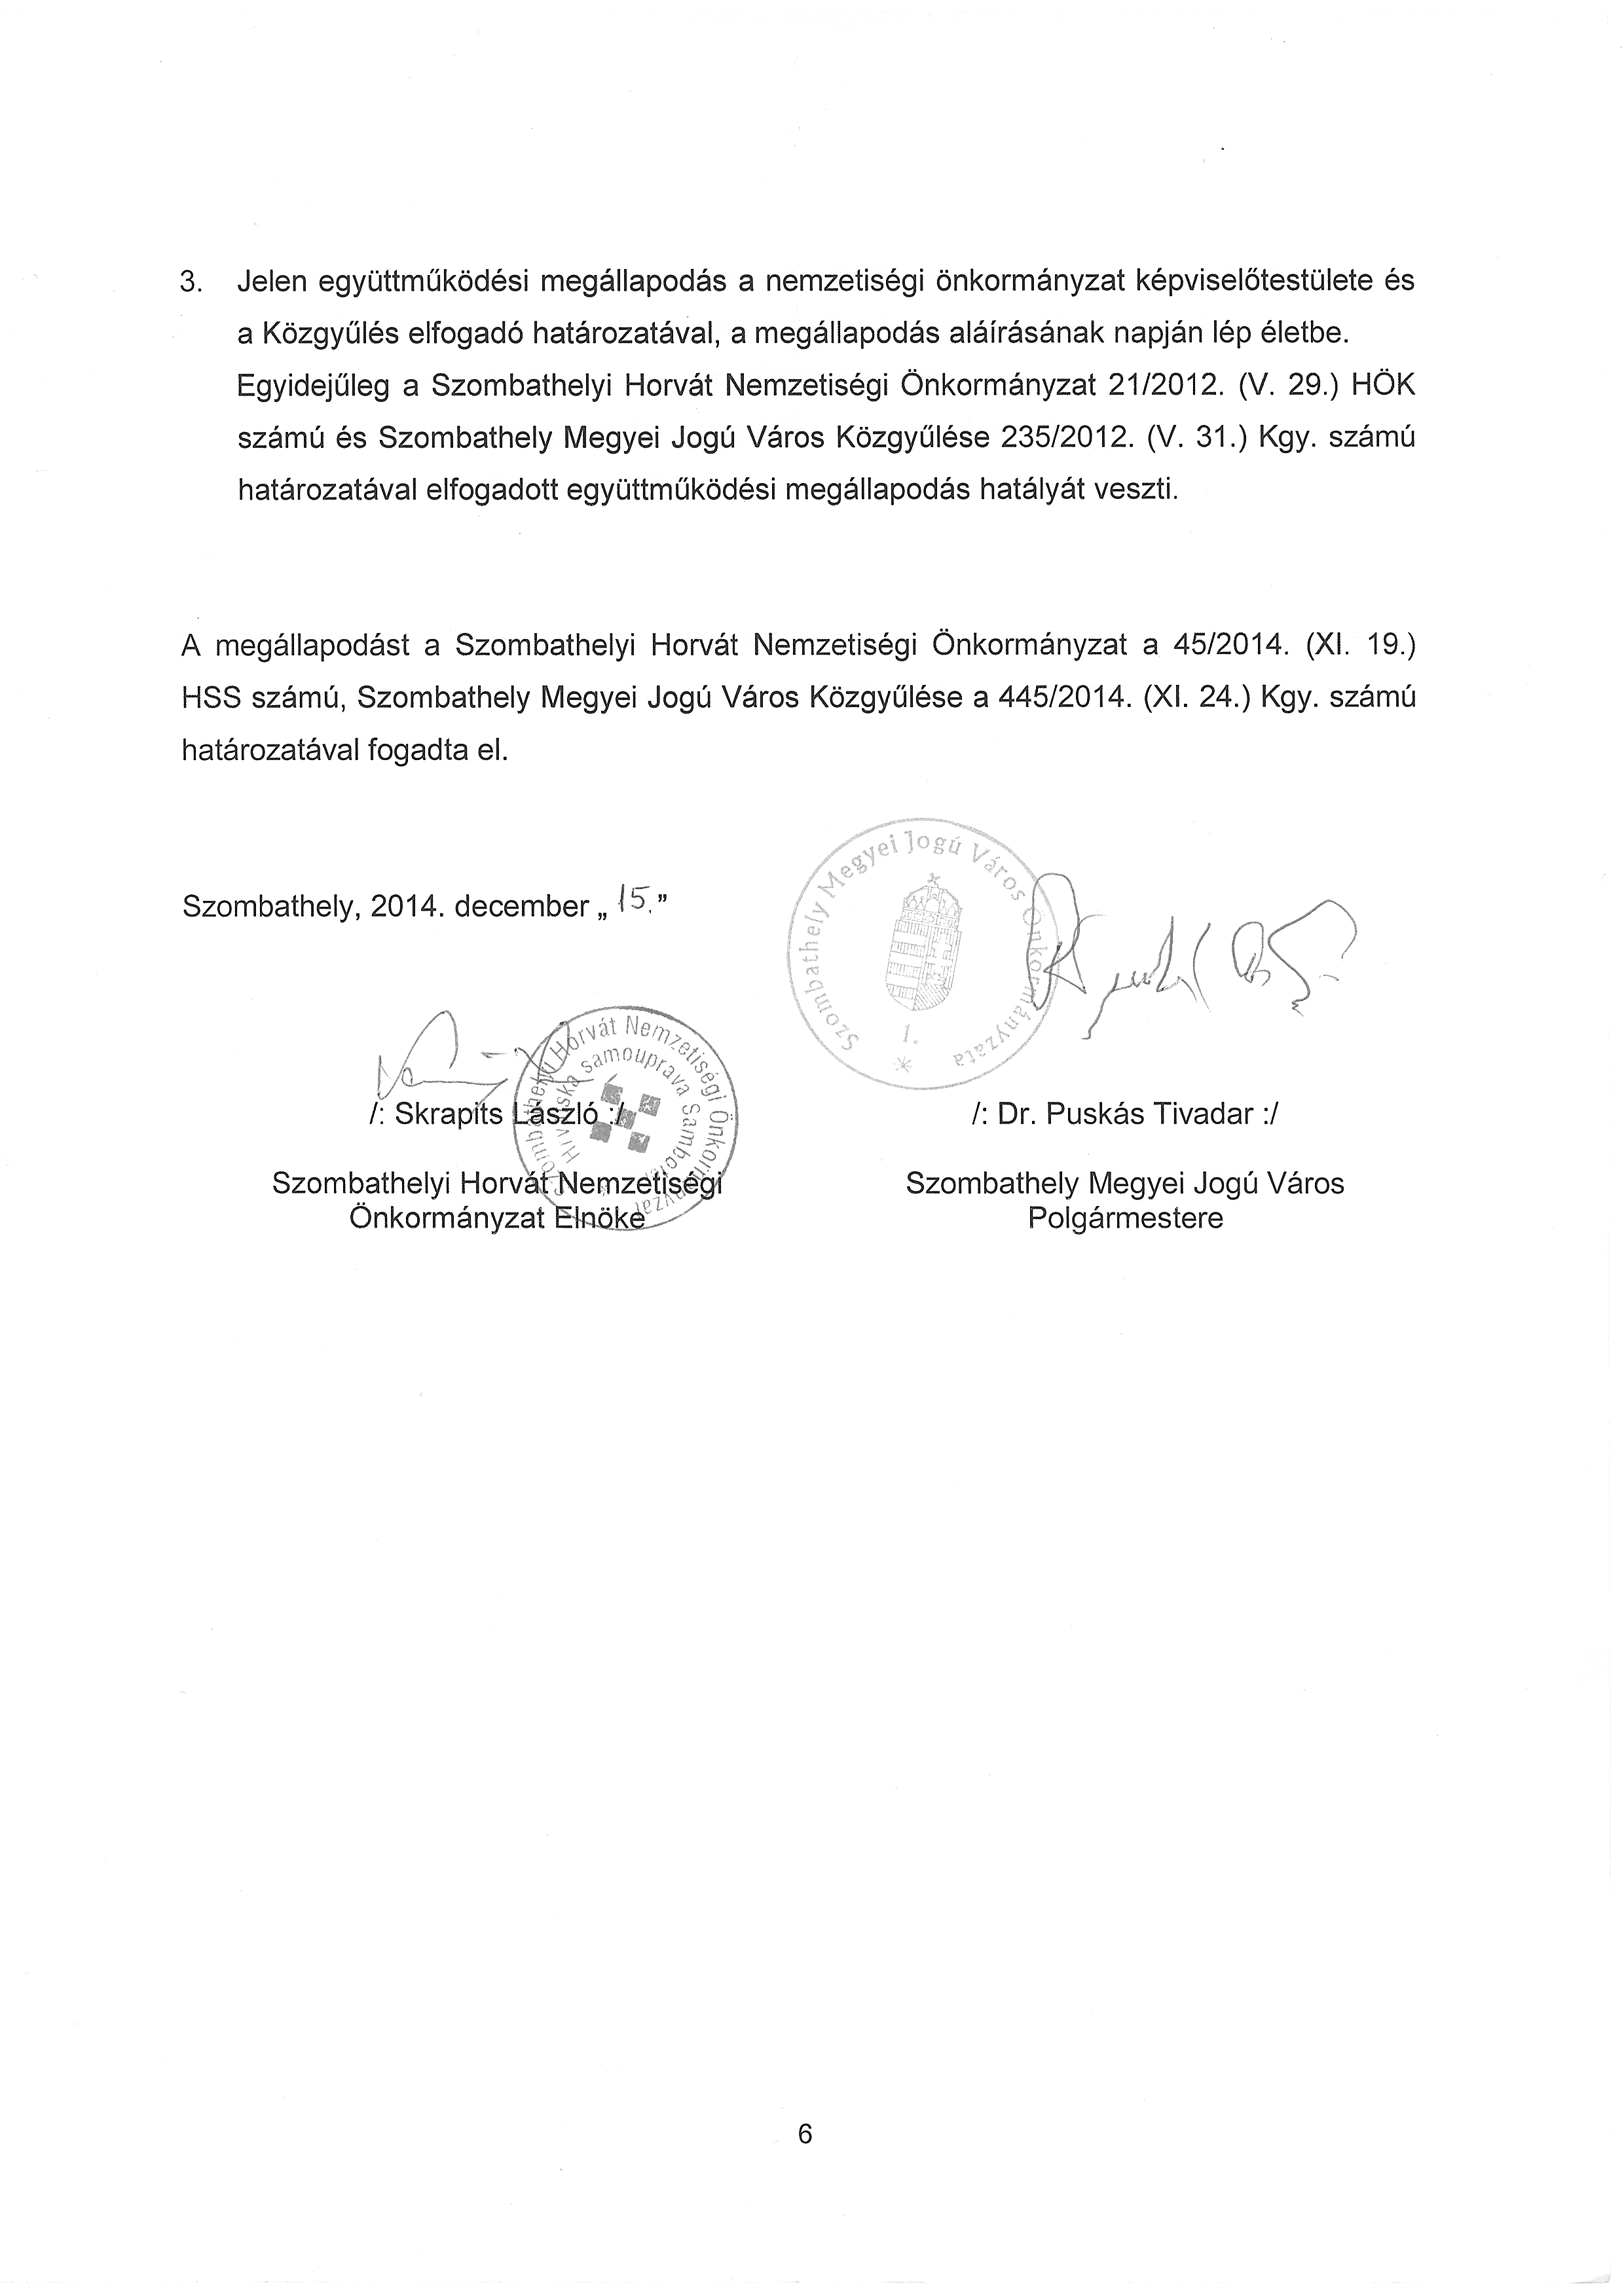 3. Jelen együttműködési megállapodás a nemzetiségi önkormányzat képviselőtestülete és
a Közgyűlés elfogadó határozatával, a megállapodás aláírásának napján lép életbe.
Egyidejűleg a Szombathelyi Horvát Nemzetiségi Önkormányzat 21/2012. (V. 29.) HÖK
számú és Szombathely Megyei Jogú Város Közgyűlése 235/2012. (V. 31.) Kgy. számú
határozatával elfogadott együttműködési megállapodás hatályát veszti.
A megállapodást a Szombathelyi Horvát Nemzetiségi Önkormányzat a 45/2014. (XI. 19.)
HSS számú, Szombathely Megyei Jogú Város Közgyűlése a 445/2014. (XI. 24.) Kgy. számú
határozatával fogadta el.
Szombathely, 2014. december „ 15. ”
Szombathely Megyei Jogú Város Önkormányzata
1.
Szombathelyi Horvát Nemzetiségi Önkormányzat
Hrvatska samouprava
/: Skrapits László :/
Szombathelyi Horvát Nemzetiségi
Önkormányzat Elnöke
/: Dr. Puskás Tivadar :/
Szombathely Megyei Jogú Város
Polgármestere
6